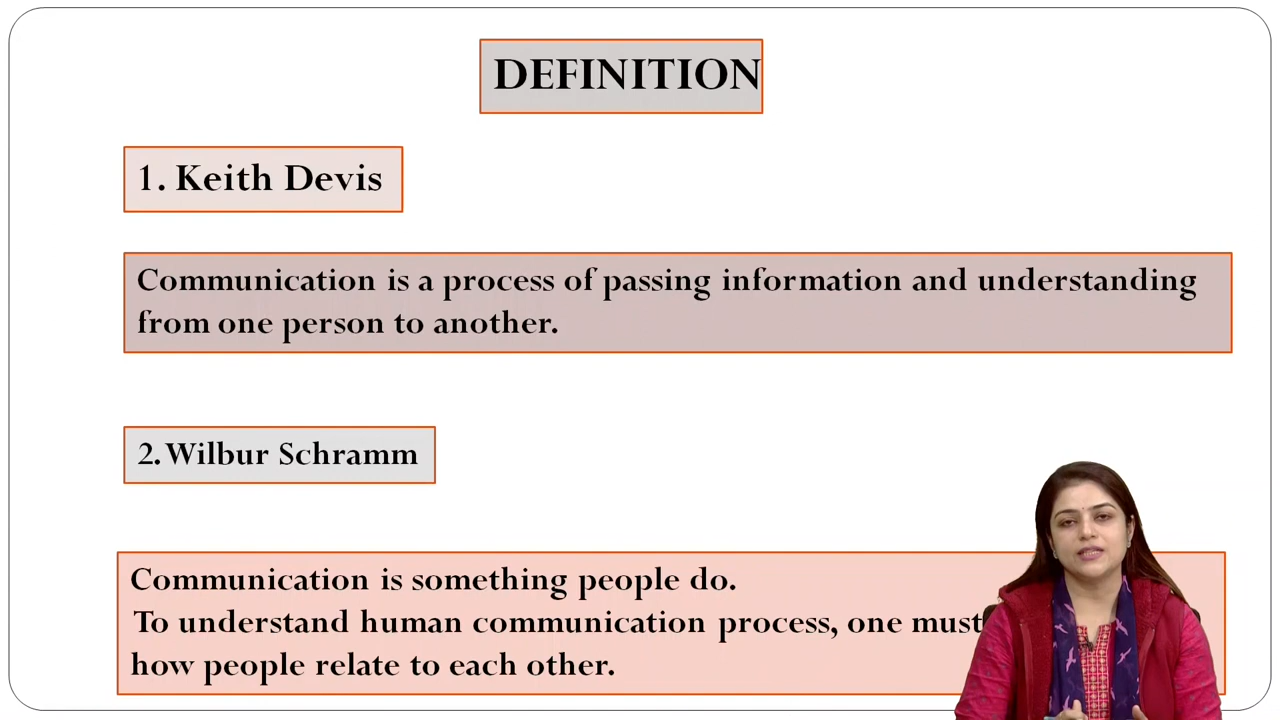 DEFINITION
1. Keith Devis
Communication is a process of passing information and understanding
from one person to another.
2. Wilbur Schramm
Communication is something people do.
To understand human communication process, one must
how people relate to each other.